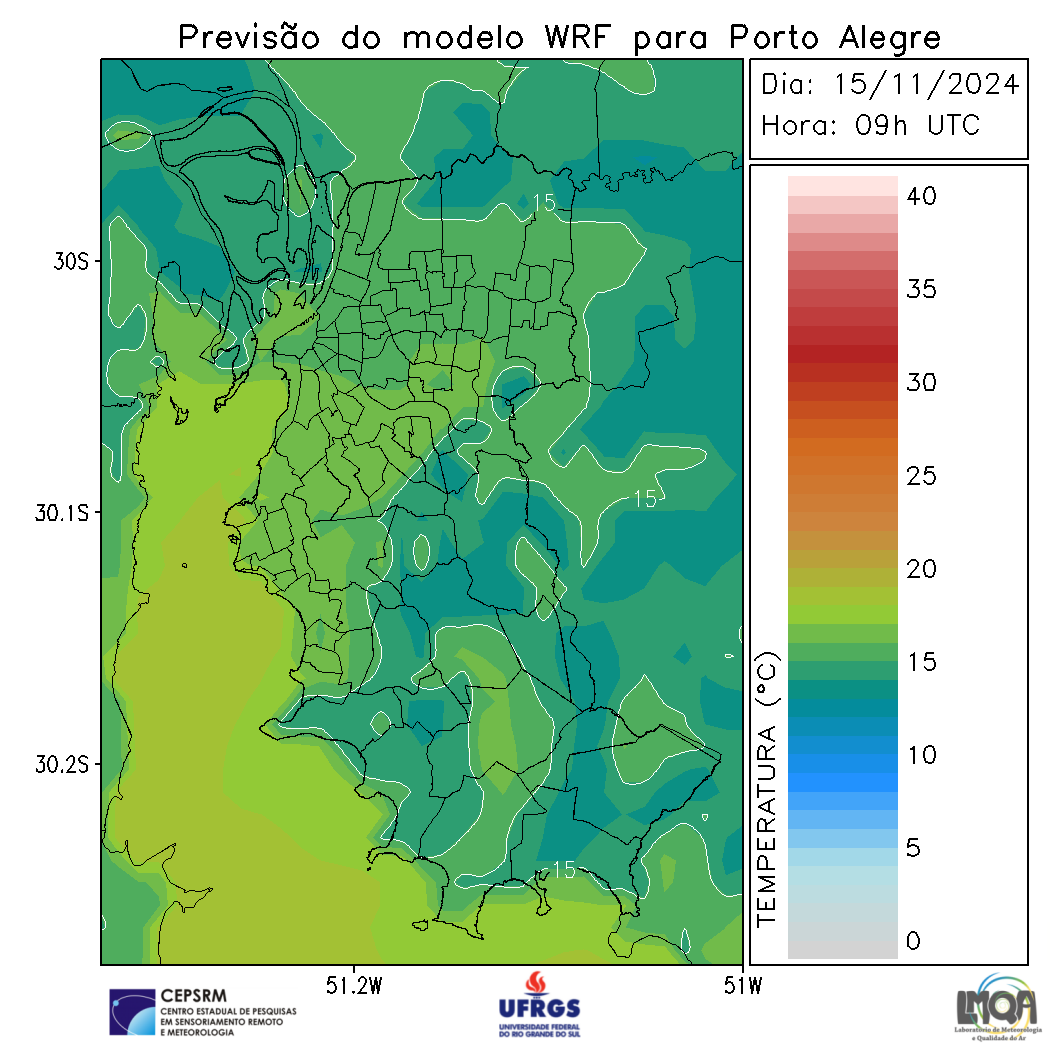 Previsão do modelo WRF para Porto Alegre
Dia: 15/11/2024
Hora: 09h UTC
30S
30.1S
30.2S
51.2W
51W
15
15
15
TEMPERATURA (°C)
40
35
30
25
20
15
10
5
0
CEPSRM
CENTRO ESTADUAL DE PESQUISAS
EM SENSORIAMENTO REMOTO
E METEOROLOGIA
UFRGS
UNIVERSIDADE FEDERAL
DO RIO GRANDE DO SUL
LMQA
Laboratório de Meteorologia
e Qualidade do Ar